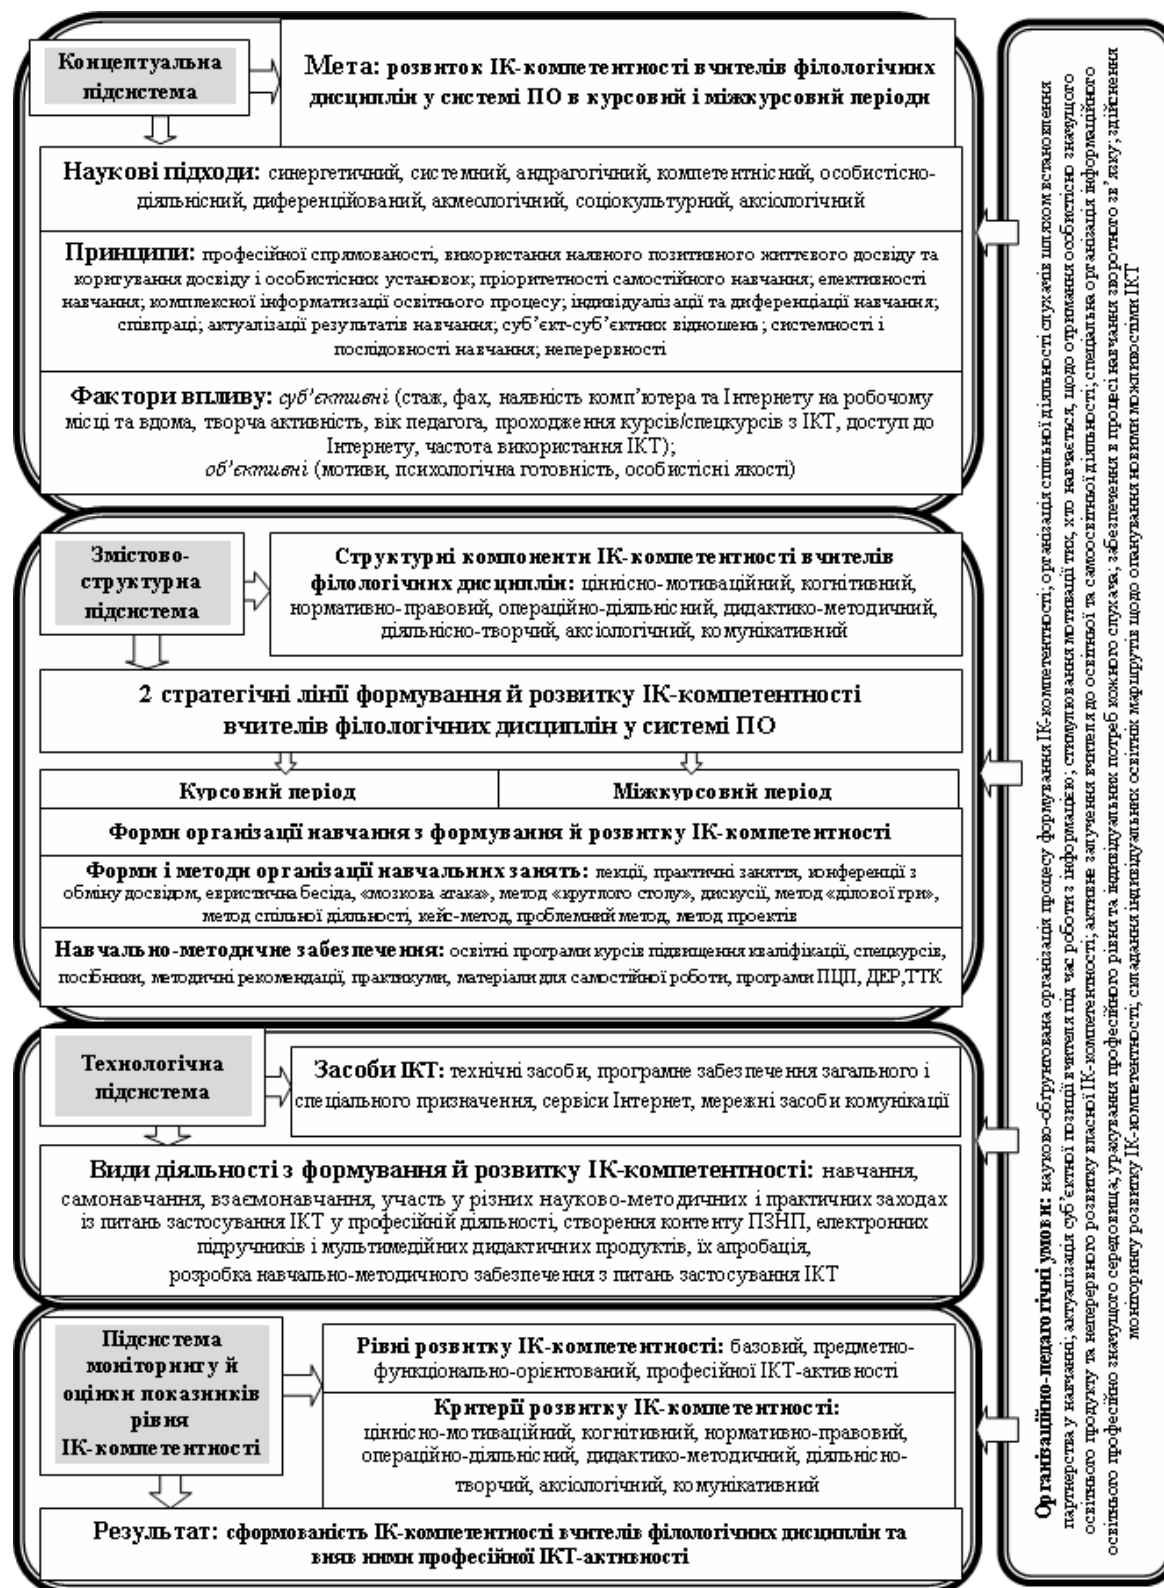 Концептуальна
підсистема
Мета: розвиток ІК-компетентності вчителів філологічних
дисциплін у системі ПО в курсовий і міжкурсовий періоди
Наукові підходи: синергетичний, системний, андрагогічний, компетентнісний, особистісно-
діяльнісний, диференційований, акмеологічний, соціокультурний, аксіологічний
Принципи: професійної спрямованості, використання наявного позитивного життєвого досвіду та
коригування досвіду і особистісних установок; пріоритетності самостійного навчання; елективності
навчання; комплексної інформатизації освітнього процесу; індивідуалізації та диференціації навчання;
співпраці; актуалізації результатів навчання; суб’єкт-суб’єктних відношень; системності і
послідовності навчання; неперервності
Фактори впливу: суб’єктивні (стаж, фах, наявність комп’ютера та Інтернету на робочому
місці та вдома, творча активність, вік педагога, проходження курсів/спецкурсів з ІКТ, доступ до
Інтернету, частота використання ІКТ);
об’єктивні (мотиви, психологічна готовність, особистісні якості)
Змістово-
структурна
підсистема
Структурні компоненти ІК-компетентності вчителів
філологічних дисциплін: ціннісно-мотиваційний, когнітивний,
нормативно-правовий, операційно-діяльнісний, дидактико-методичний,
діяльнісно-творчий, аксіологічний, комунікативний
2 стратегічні лінії формування й розвитку ІК-компетентності
вчителів філологічних дисциплін у системі ПО
Курсовий період
Міжкурсовий період
Форми організації навчання з формування й розвитку ІК-компетентності
Форми і методи організації навчальних занять: лекції, практичні заняття, конференції з
обміну досвідом, евристична бесіда, «мозкова атака», метод «круглого столу», дискусії, метод «ділової гри»,
метод спільної діяльності, кейс-метод, проблемний метод, метод проектів
Навчально-методичне забезпечення: освітні програми курсів підвищення кваліфікації, спецкурсів,
посібники, методичні рекомендації, практикуми, матеріали для самостійної роботи, програми ПЦП, ДЕР,ТТК
Технологічна
підсистема
Засоби ІКТ: технічні засоби, програмне забезпечення загального і
спеціального призначення, сервіси Інтернет, мережні засоби комунікації
Види діяльності з формування й розвитку ІК-компетентності: навчання,
самонавчання, взаємонавчання, участь у різних науково-методичних і практичних заходах
із питань застосування ІКТ у професійній діяльності, створення контенту ПЗНП, електронних
підручників і мультимедійних дидактичних продуктів, їх апробація,
розробка навчально-методичного забезпечення з питань застосування ІКТ
Підсистема
моніторингу й
оцінки показників
рівня
ІК-компетентності
Рівні розвитку ІК-компетентності: базовий, предметно-
функціонально-орієнтований, професійної ІКТ-активності
Критерії розвитку ІК-компетентності:
ціннісно-мотиваційний, когнітивний, нормативно-правовий,
операційно-діяльнісний, дидактико-методичний, діяльнісно-
творчий, аксіологічний, комунікативний
Результат: сформованість ІК-компетентності вчителів філологічних дисциплін та
вияв ними професійної ІКТ-активності
Організаційно-педагогічні умови: науково-обґрунтована організація процесу формування ІК-компетентності; організація спільної діяльності слухачів шляхом встановлення
партнерства у навчанні; актуалізація суб’єктної позиції вчителя під час роботи з інформацією; стимулювання мотивації тих, хто навчається, щодо отримання особистісно значущого
освітнього продукту та неперервного розвитку власної ІК-компетентності; активне залучення вчителя до освітньої та самоосвітньої діяльності; спеціальна організація інформаційного
освітнього професійно значущого середовища; урахування професійного рівня та індивідуальних потреб кожного слухача; забезпечення в процесі навчання зворотного зв’язку; здійснення
моніторингу розвитку ІК-компетентності; складання індивідуальних освітніх маршрутів щодо опанування новими можливостями ІКТ